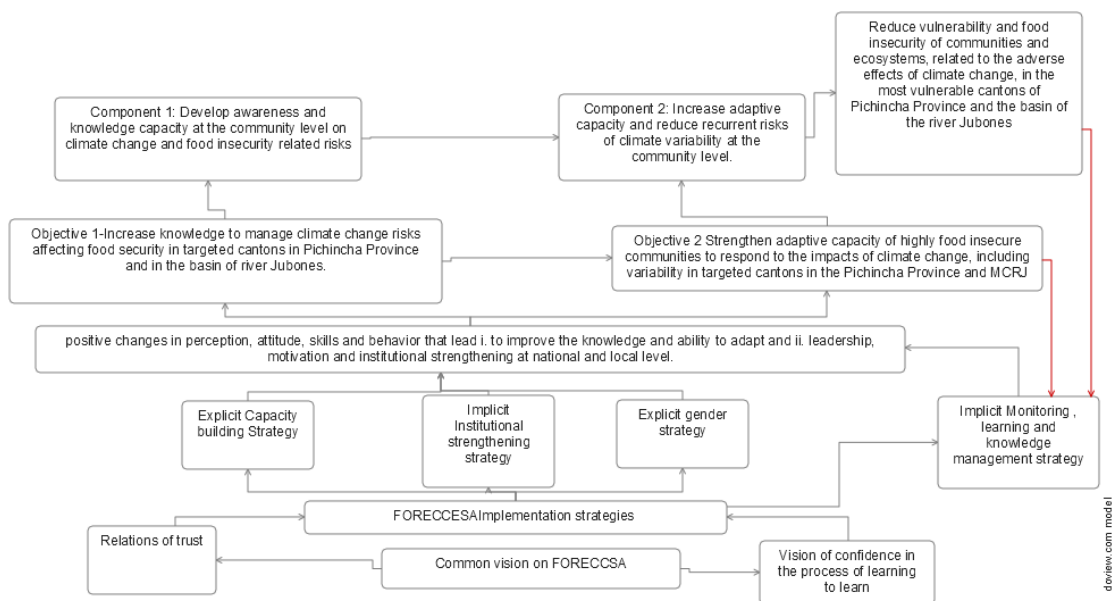 Reduce vulnerability and food
insecurity of communities and
ecosystems, related to the adverse
effects of climate change, in the
most vulnerable cantons of
Pichincha Province and the basin of
the river Jubones
Component 1: Develop awareness and
knowledge capacity at the community level on
climate change and food insecurity related risks
Component 2: Increase adaptive
capacity and reduce recurrent risks
of climate variability at the
community level.
Objective 1-Increase knowledge to manage climate change risks
affecting food security in targeted cantons in Pichincha Province
and in the basin of river Jubones.
Objective 2 Strengthen adaptive capacity of highly food insecure
communities to respond to the impacts of climate change, including
variability in targeted cantons in the Pichincha Province and MCRJ
positive changes in perception, attitude, skills and behavior that lead i. to improve the knowledge and ability to adapt and ii. leadership,
motivation and institutional strengthening at national and local level.
Explicit Capacity
building Strategy
Implicit
Institutional
strengthening
strategy
Explicit gender
strategy
Implicit Monitoring ,
learning and
knowledge
management strategy
FORECCESAImplementation strategies
Relations of trust
Common vision on FORECCSA
Vision of confidence in
the process of learning
to learn
doview.com model